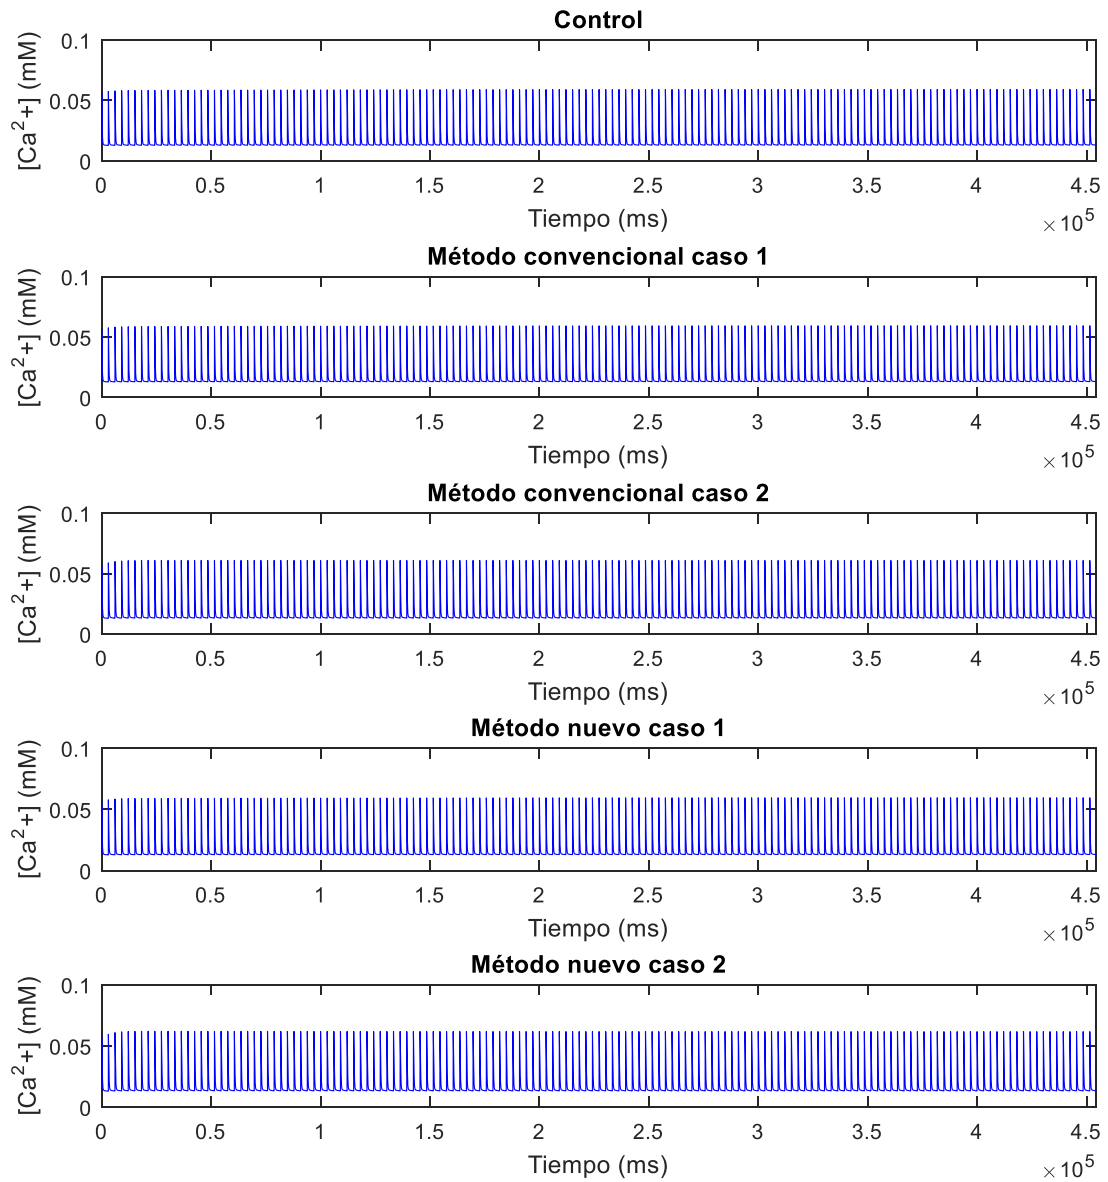 Control
[Ca2+] (mM)
0.1
0.05
0
0 0.5 1 1.5 2 2.5 3 3.5 4 4.5
Tiempo (ms)
×10^5
Método convencional caso 1
[Ca2+] (mM)
0.1
0.05
0
0 0.5 1 1.5 2 2.5 3 3.5 4 4.5
Tiempo (ms)
×10^5
Método convencional caso 2
[Ca2+] (mM)
0.1
0.05
0
0 0.5 1 1.5 2 2.5 3 3.5 4 4.5
Tiempo (ms)
×10^5
Método nuevo caso 1
[Ca2+] (mM)
0.1
0.05
0
0 0.5 1 1.5 2 2.5 3 3.5 4 4.5
Tiempo (ms)
×10^5
Método nuevo caso 2
[Ca2+] (mM)
0.1
0.05
0
0 0.5 1 1.5 2 2.5 3 3.5 4 4.5
Tiempo (ms)
×10^5